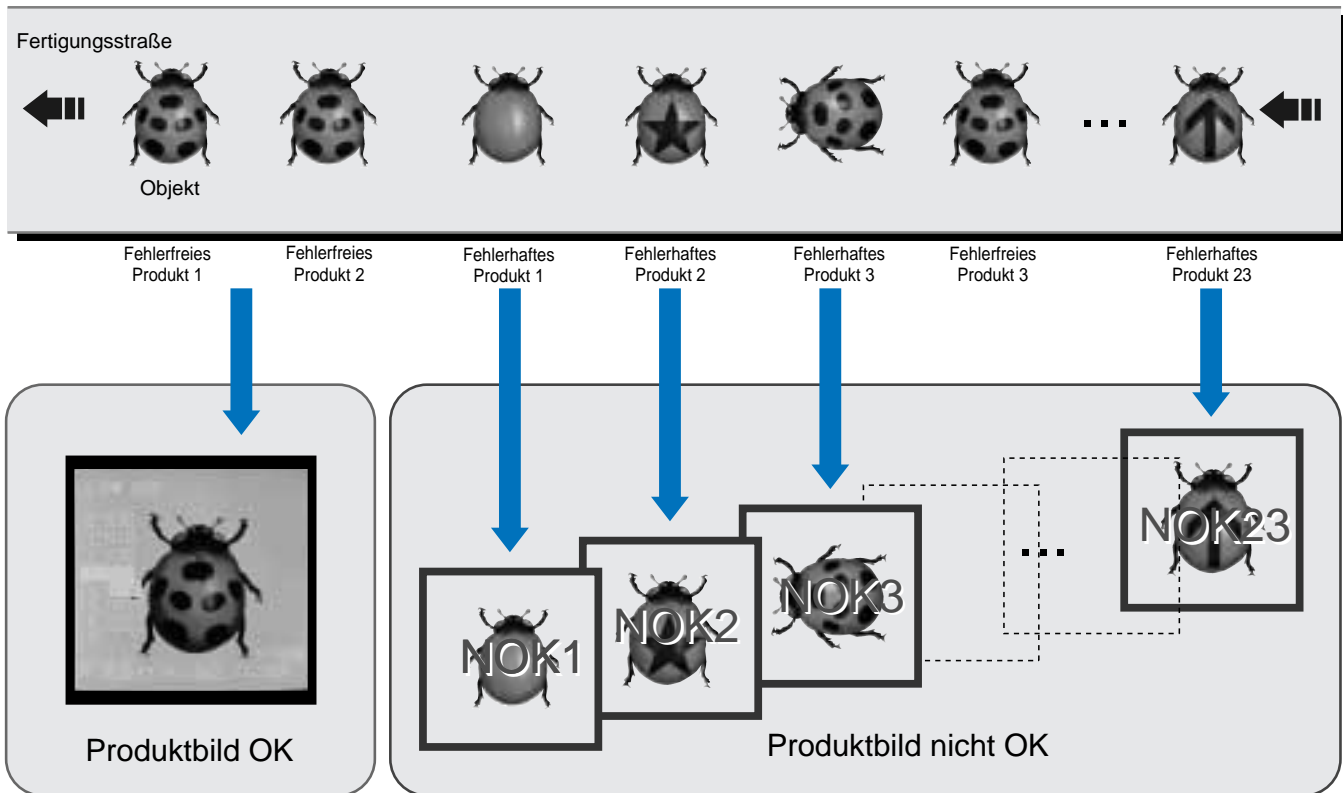 Fertigungsstraße
Objekt
Fehlerfreies
Produkt 1
Fehlerfreies
Produkt 2
Fehlerhaftes
Produkt 1
Fehlerhaftes
Produkt 2
Fehlerhaftes
Produkt 3
Fehlerfreies
Produkt 3
Fehlerhaftes
Produkt 23
NOK1
NOK2
NOK3
NOK23
Produktbild OK
Produktbild nicht OK